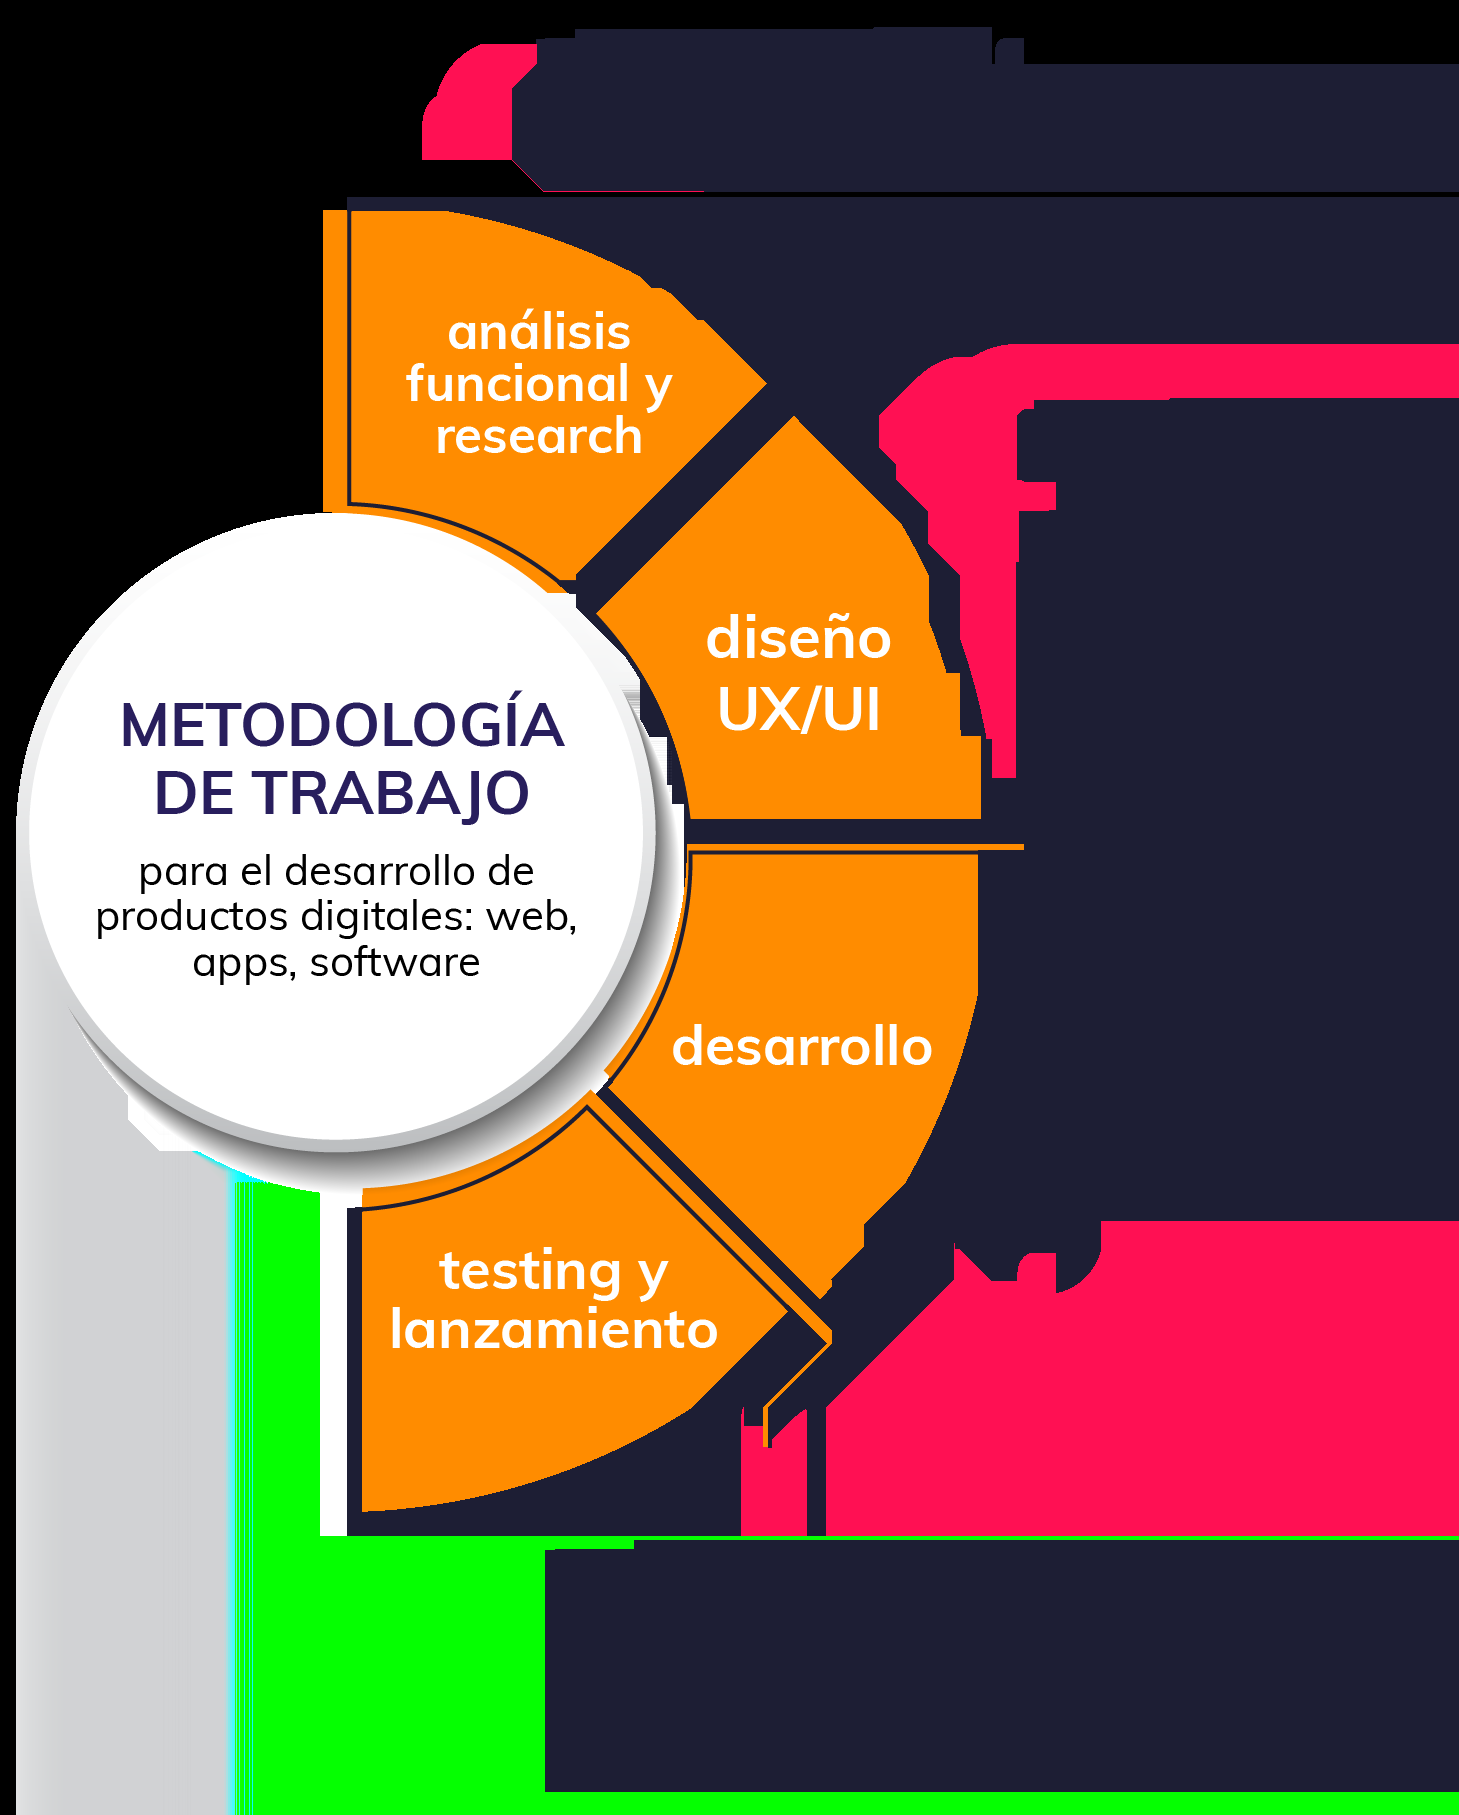 análisis
funcional y
research
diseño
UX/UI
METODOLOGÍA
DE TRABAJO
para el desarrollo de
productos digitales: web,
apps, software
desarrollo
testing y
lanzamiento